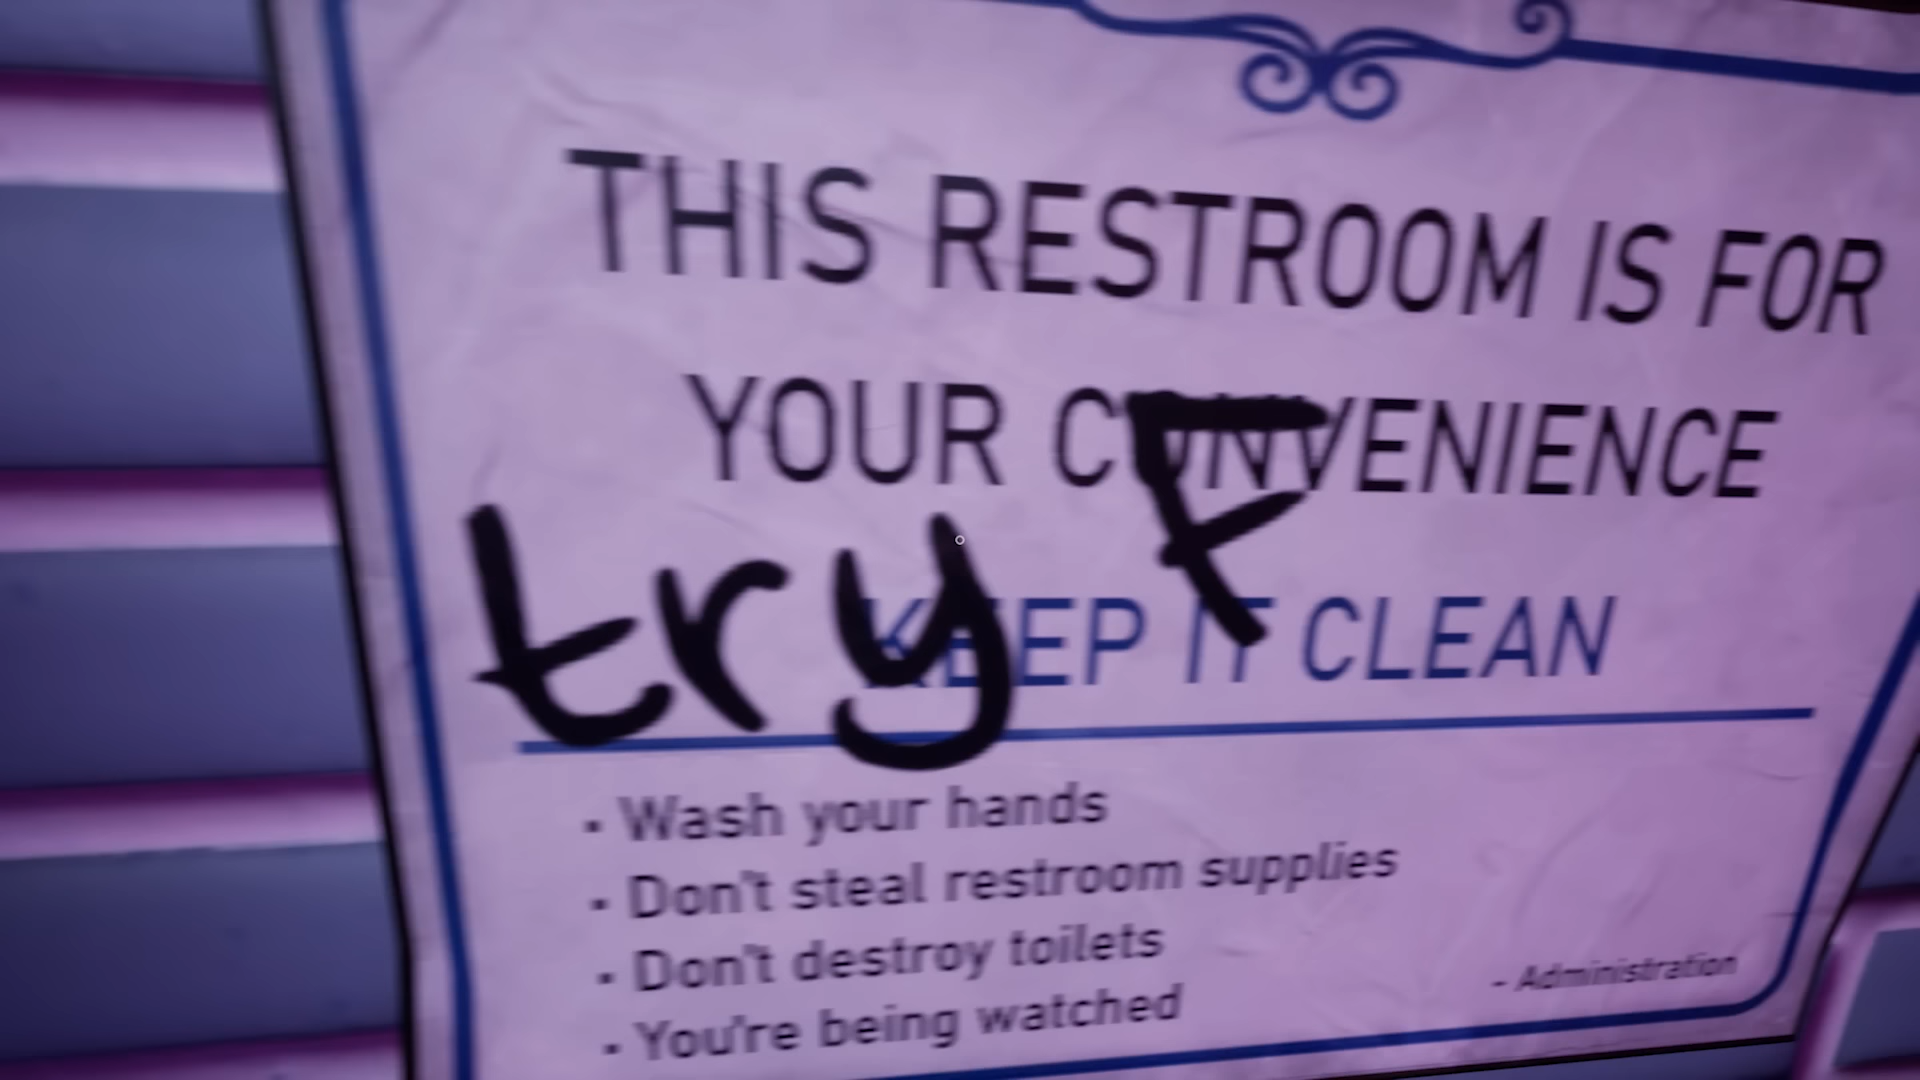 THIS RESTROOM IS FOR
YOUR CONVENIENCE
try F
KEEP IT CLEAN
• Wash your hands
• Don't steal restroom supplies
• Don't destroy toilets
• You're being watched
- Administration